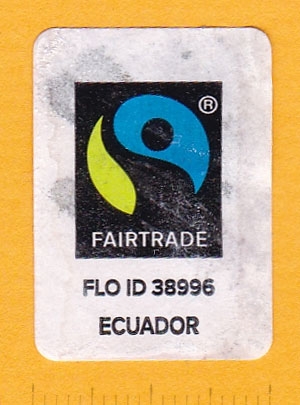 ®
FAIRTRADE
FLO ID 38996
ECUADOR